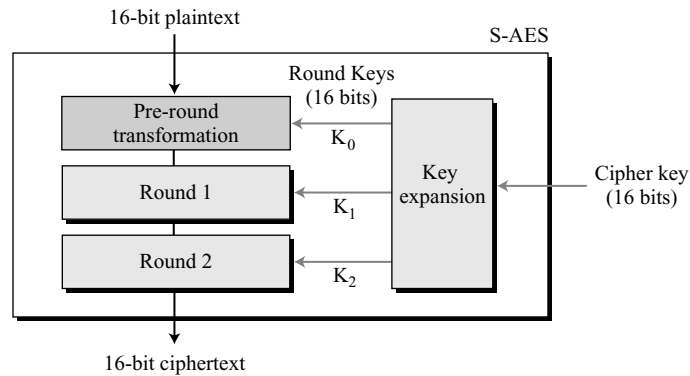 16-bit plaintext
S-AES
Round Keys
(16 bits)
Pre-round
transformation
K0
Key
expansion
Cipher key
(16 bits)
Round 1
K1
Round 2
K2
16-bit ciphertext